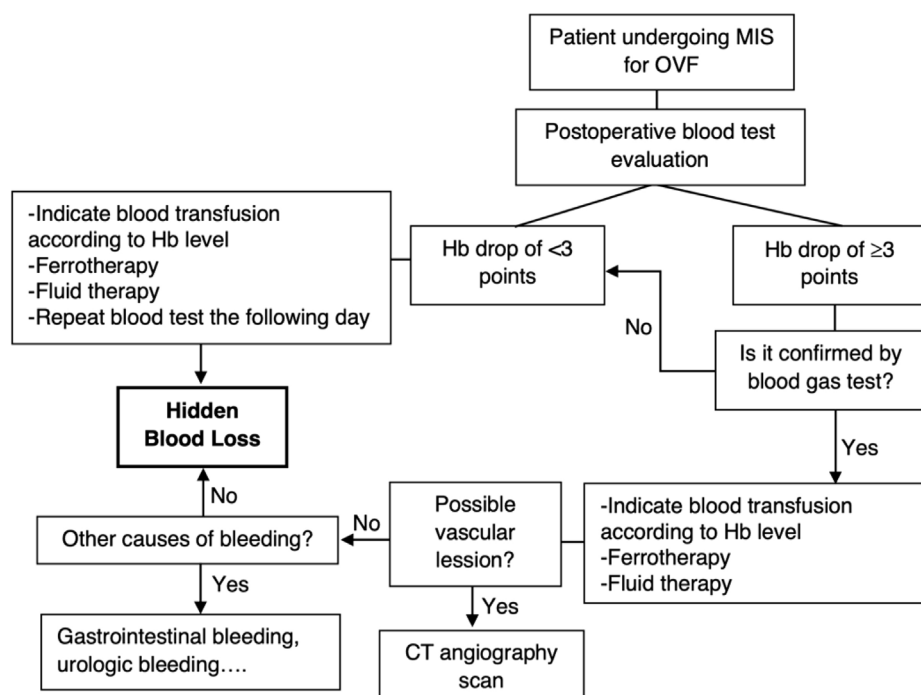 Patient undergoing MIS
for OVF
Postoperative blood test
evaluation
-Indicate blood transfusion
according to Hb level
-Ferrotherapy
-Fluid therapy
-Repeat blood test the following day
Hb drop of <3
points
Hb drop of ≥3
points
No
Is it confirmed by
blood gas test?
Yes
Hidden
Blood Loss
No
Other causes of bleeding?
No
Possible
vascular
lession?
-Indicate blood transfusion
according to Hb level
-Ferrotherapy
-Fluid therapy
Yes
Yes
Gastrointestinal bleeding,
urologic bleeding....
CT angiography
scan